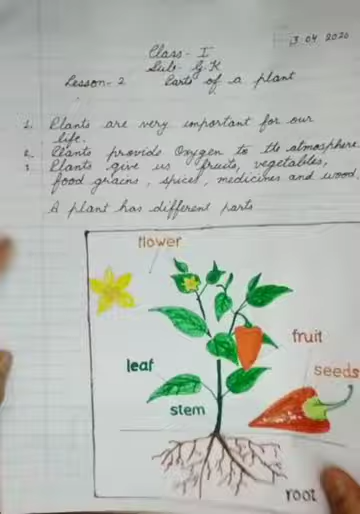 3.04.2020
Class - I
Sub - G.K
Lesson - 2 Parts of a plant
1. Plants are very important for our
life.
2. Plants provide Oxygen to the atmosphere
3. Plants give us fruits, vegetables,
food grains, spices, medicines and wood.
A plant has different parts
flower
fruit
leaf
seeds
stem
root